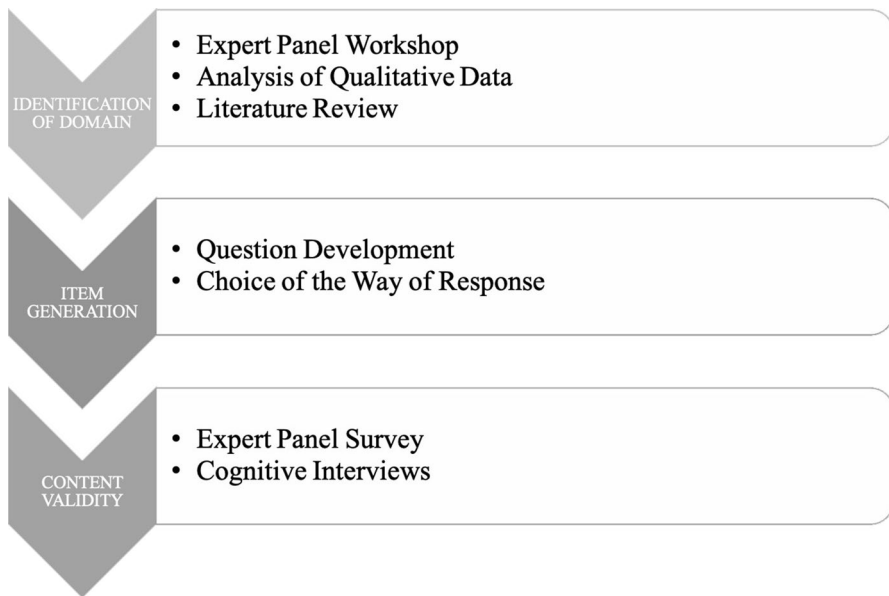 IDENTIFICATION
OF DOMAIN
• Expert Panel Workshop
• Analysis of Qualitative Data
• Literature Review
ITEM
GENERATION
• Question Development
• Choice of the Way of Response
CONTENT
VALIDITY
• Expert Panel Survey
• Cognitive Interviews